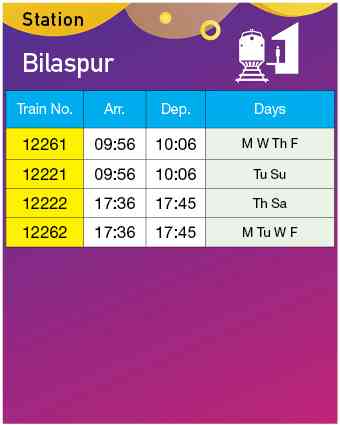 Station
Bilaspur
Train No. Arr. Dep. Days
12261 09:56 10:06 M W Th F
12221 09:56 10:06 Tu Su
12222 17:36 17:45 Th Sa
12262 17:36 17:45 M Tu W F